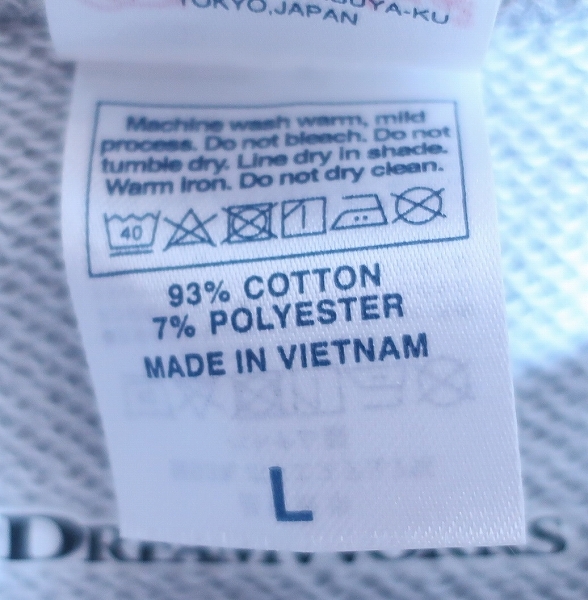 TOKYO,JAPAN
Machine wash warm, mild
process. Do not bleach. Do not
tumble dry. Line dry in shade.
Warm Iron. Do not dry clean.
40
93% COTTON
7% POLYESTER
MADE IN VIETNAM
L
DREAMWORKS